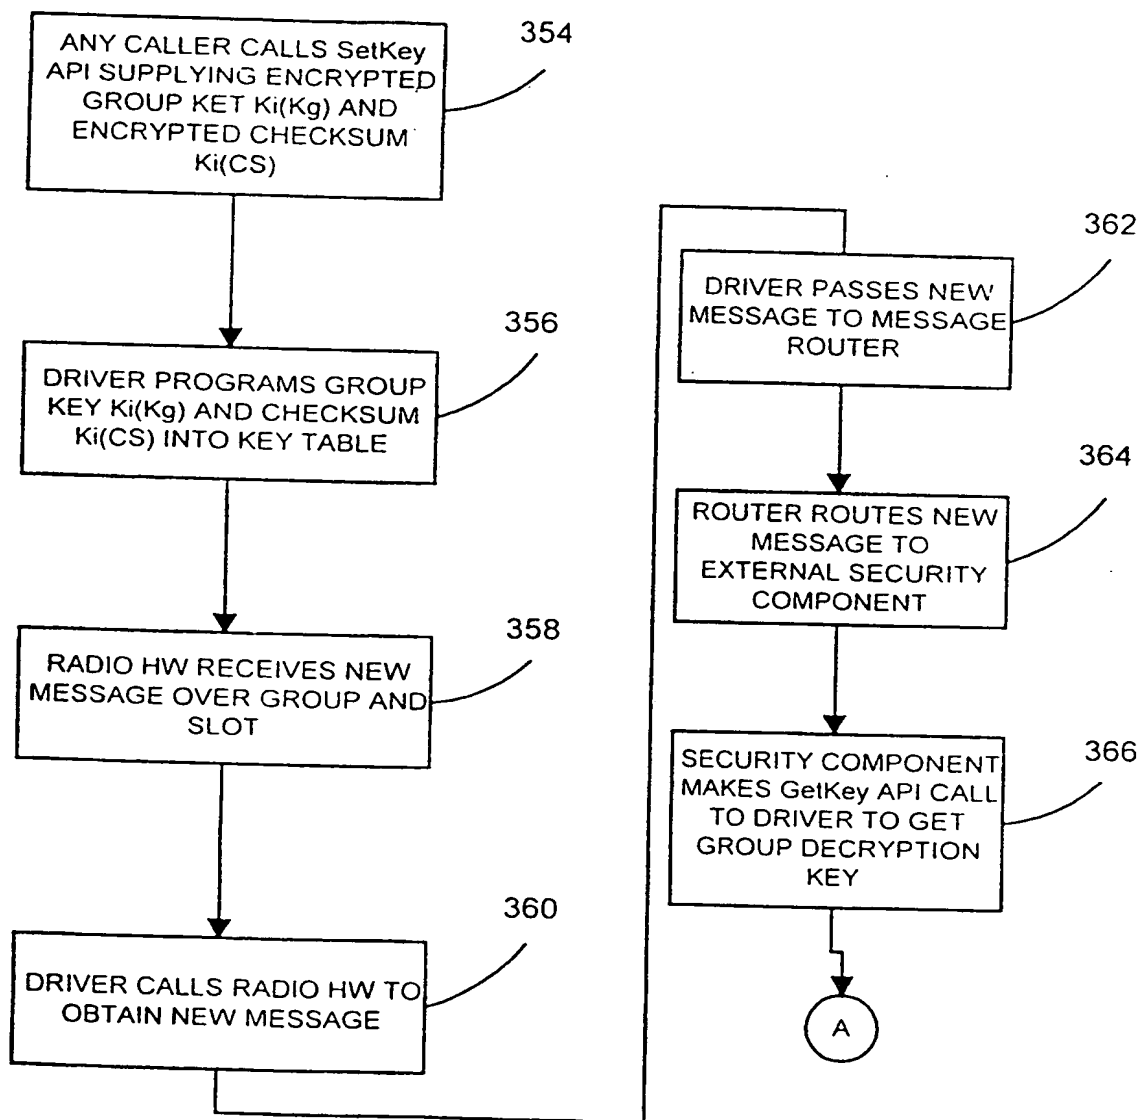 354
ANY CALLER CALLS SetKey
API SUPPLYING ENCRYPTED
GROUP KET Ki(Kg) AND
ENCRYPTED CHECKSUM
Ki(CS)
356
DRIVER PROGRAMS GROUP
KEY Ki(Kg) AND CHECKSUM
Ki(CS) INTO KEY TABLE
358
RADIO HW RECEIVES NEW
MESSAGE OVER GROUP AND
SLOT
360
DRIVER CALLS RADIO HW TO
OBTAIN NEW MESSAGE
362
DRIVER PASSES NEW
MESSAGE TO MESSAGE
ROUTER
364
ROUTER ROUTES NEW
MESSAGE TO
EXTERNAL SECURITY
COMPONENT
366
SECURITY COMPONENT
MAKES GetKey API CALL
TO DRIVER TO GET
GROUP DECRYPTION
KEY
A